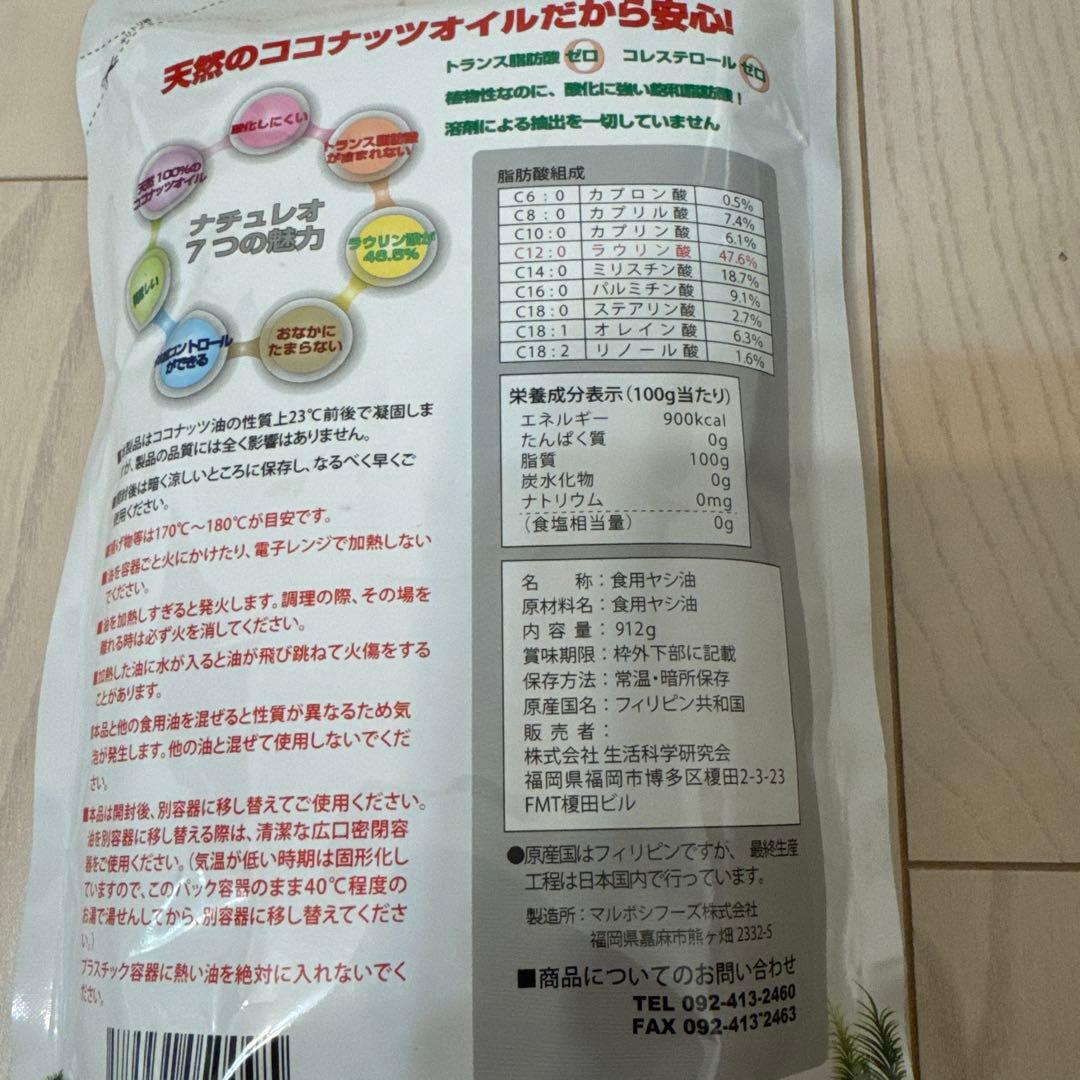 天然のココナッツオイルだから安心!
トランス脂肪酸 ゼロ コレステロール ゼロ
植物性なのに、酸化に強い飽和脂肪酸!
溶剤による抽出を一切していません
酸化しにくい
トランス脂肪酸
が含まれない
天然100%の
ココナッツオイル
ナチュレオ
7つの魅力
ラウリン酸が
46.5%
おなかに
たまらない
コントロール
ができる
脂肪酸組成
C6:0 カプロン酸 0.5%
C8:0 カプリル酸 7.4%
C10:0 カプリン酸 6.1%
C12:0 ラウリン酸 47.6%
C14:0 ミリスチン酸 18.7%
C16:0 パルミチン酸 9.1%
C18:0 ステアリン酸 2.7%
C18:1 オレイン酸 6.3%
C18:2 リノール酸 1.6%
栄養成分表示(100g当たり)
エネルギー 900kcal
たんぱく質 0g
脂質 100g
炭水化物 0g
ナトリウム 0mg
(食塩相当量) 0g
名 称:食用ヤシ油
原材料名:食用ヤシ油
内容量:912g
賞味期限:枠外下部に記載
保存方法:常温・暗所保存
原産国名:フィリピン共和国
販売者:
株式会社 生活科学研究会
福岡県福岡市博多区榎田2-3-23
FMT榎田ビル
●原産国はフィリピンですが、最終生産
工程は日本国内で行っています。
製造所:マルボシフーズ株式会社
福岡県嘉麻市熊ヶ畑2332-5
■商品についてのお問い合わせ
TEL 092-413-2460
FAX 092-413-2463
■本製品はココナッツ油の性質上23℃前後で凝固しま
すが、製品の品質には全く影響はありません。
■開封後は暗く涼しいところに保存し、なるべく早くご
使用ください。
■揚げ物等は170℃〜180℃が目安です。
■油を容器ごと火にかけたり、電子レンジで加熱しない
でください。
■油を加熱しすぎると発火します。調理の際、その場を
離れる時は必ず火を消してください。
■加熱した油に水が入ると油が飛び跳ねて火傷をする
ことがあります。
■本品と他の食用油を混ぜると性質が異なるため気
泡が発生します。他の油と混ぜて使用しないでくだ
さい。
■本品は開封後、別容器に移し替えてご使用ください。
油を別容器に移し替える際は、清潔な広口密閉容
器をご使用ください。(気温が低い時期は固形化し
ていますので、このパック容器のまま40℃程度の
お湯で湯せんしてから、別容器に移し替えてくださ
い。)
プラスチック容器に熱い油を絶対に入れないでく
ださい。